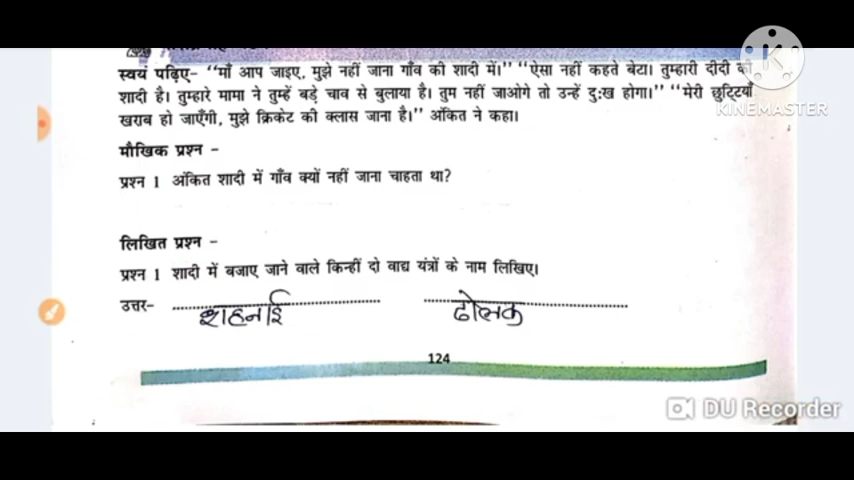 KINEMASTER
स्वयं पढ़िए- "माँ आप जाइए, मुझे नहीं जाना गाँव की शादी में।" "ऐसा नहीं कहते बेटा। तुम्हारी दीदी की
शादी है। तुम्हारे मामा ने तुम्हें बड़े चाव से बुलाया है। तुम नहीं जाओगे तो उन्हें दुःख होगा।" "मेरी छुट्टियाँ
खराब हो जाएँगी, मुझे क्रिकेट की क्लास जाना है।" अंकित ने कहा।
मौखिक प्रश्न -
प्रश्न 1 अंकित शादी में गाँव क्यों नहीं जाना चाहता था?
लिखित प्रश्न -
प्रश्न 1 शादी में बजाए जाने वाले किन्हीं दो वाद्य यंत्रों के नाम लिखिए।
उत्तर- शहनाई ढोलक
124
DU Recorder